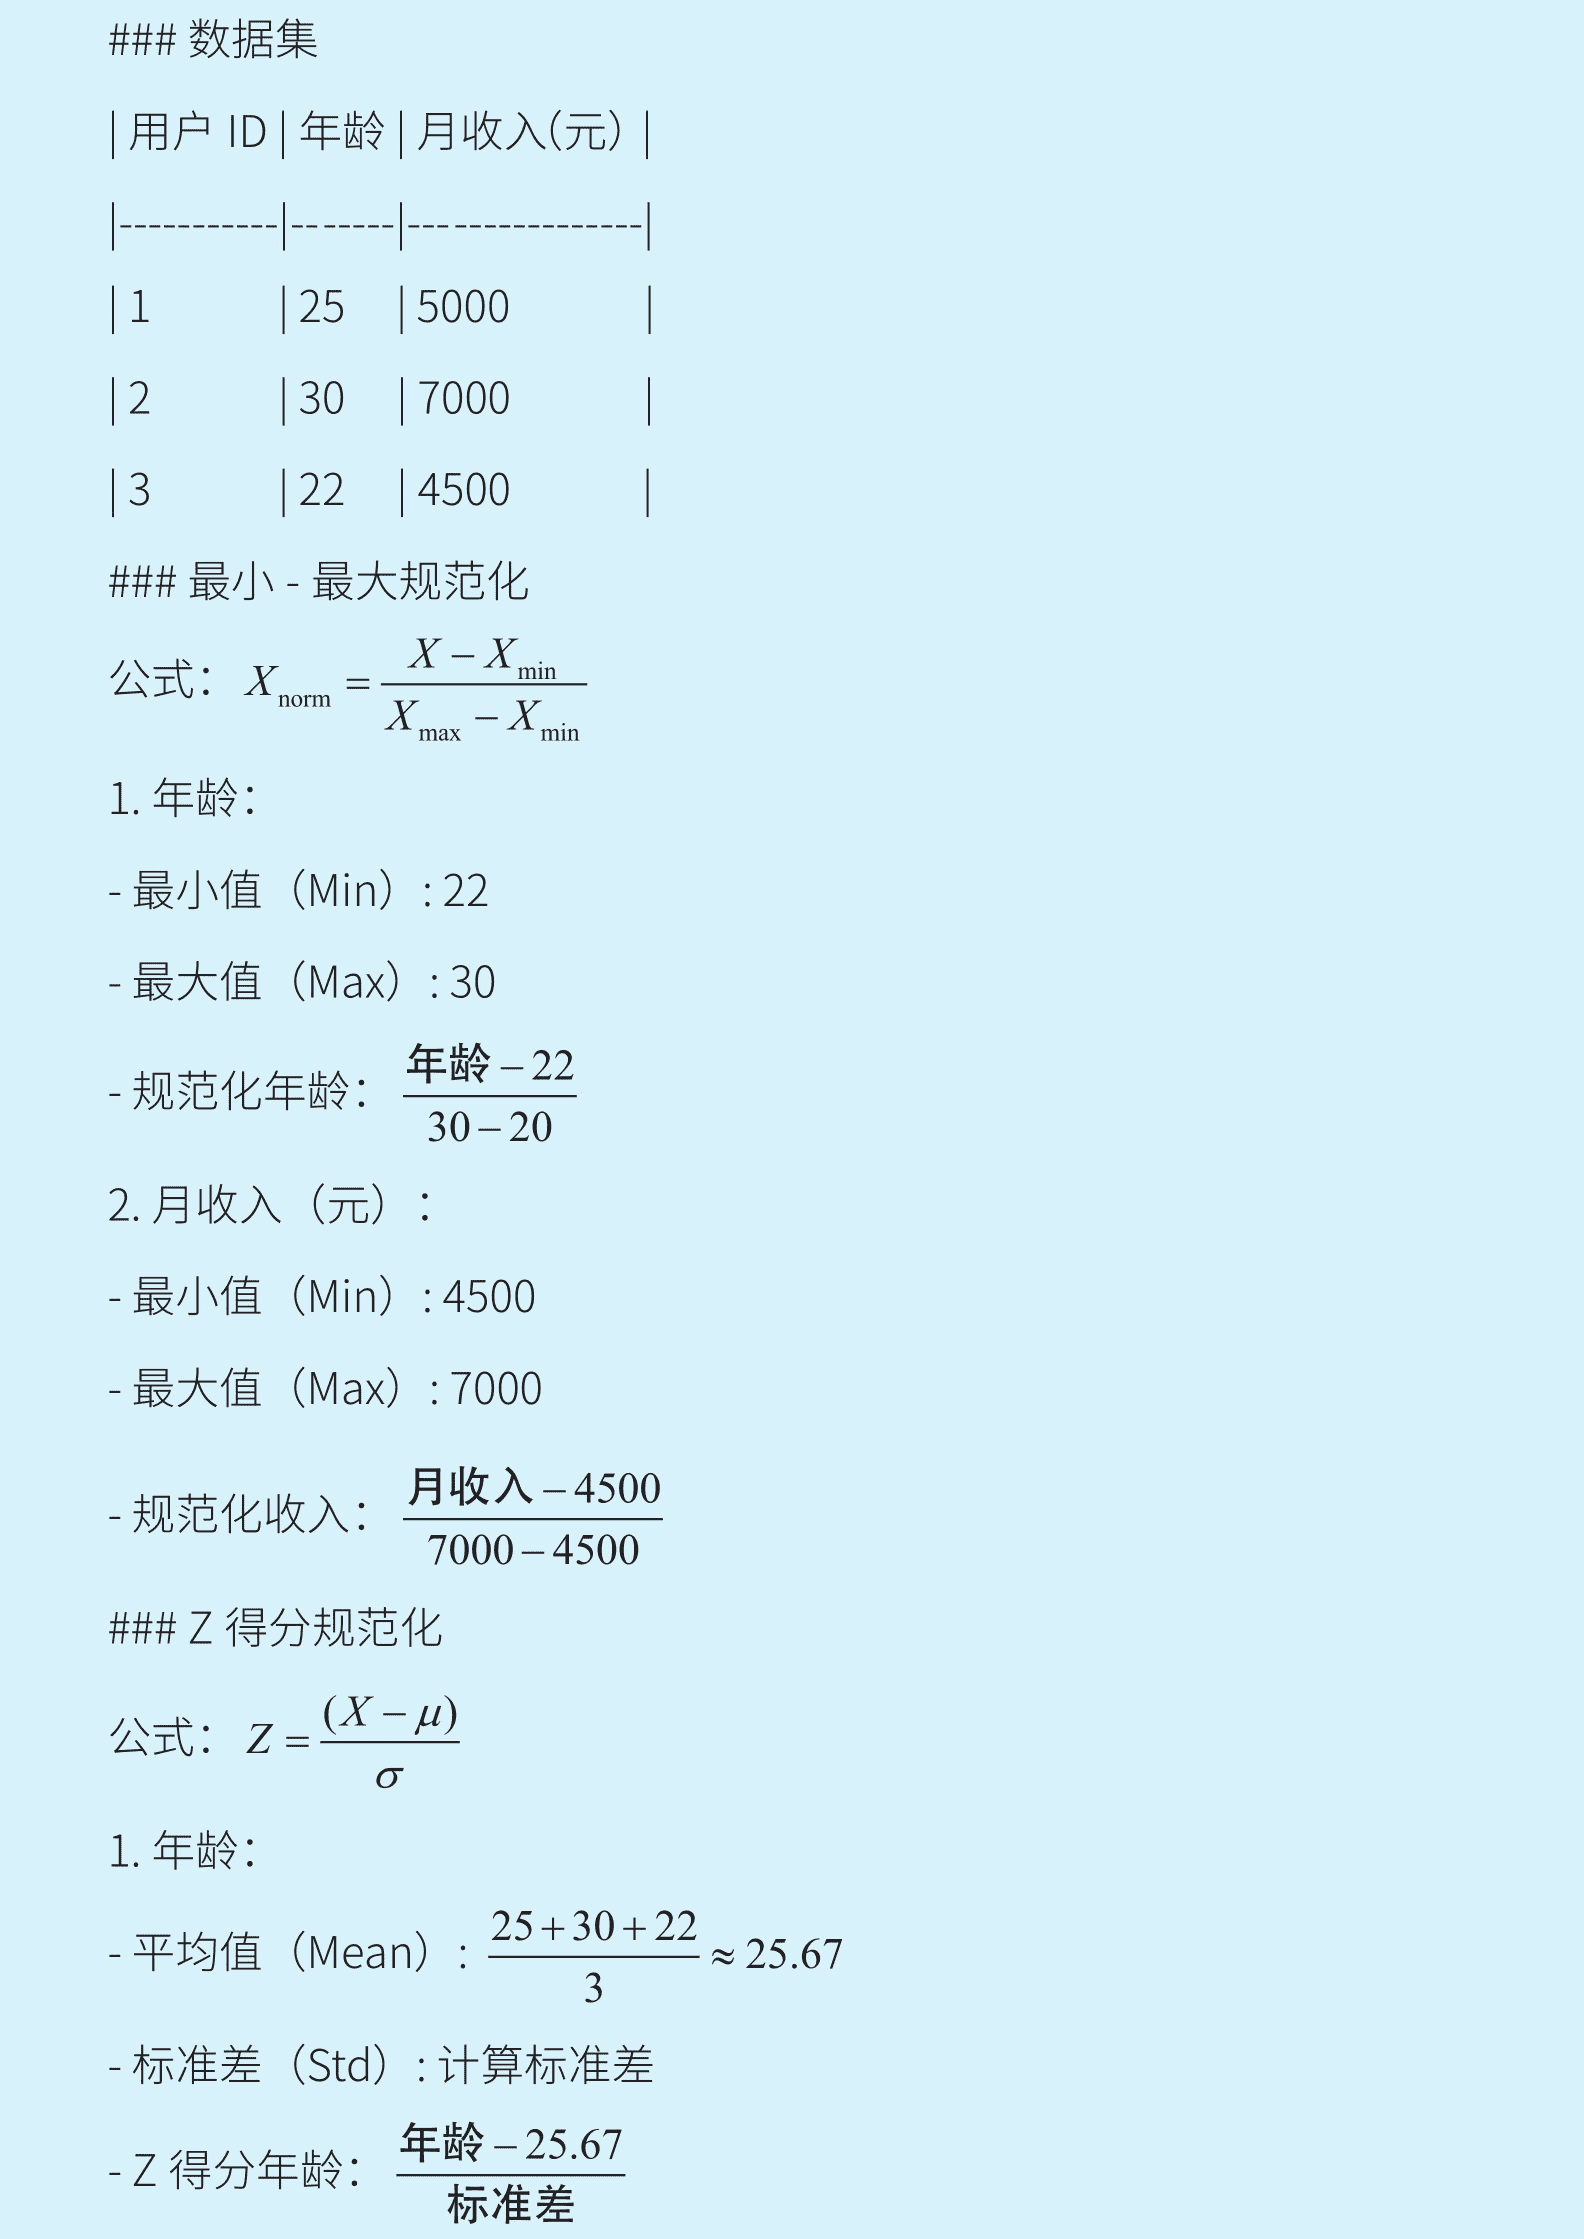 ### 数据集
| 用户 ID | 年龄 | 月收入（元） |
|-----------|-- -----|--- -------------|
| 1 | 25 | 5000 |
| 2 | 30 | 7000 |
| 3 | 22 | 4500 |
### 最小 - 最大规范化
公式： X_norm = (X − X_min) / (X_max − X_min)
1. 年龄：
- 最小值（Min）: 22
- 最大值（Max）: 30
- 规范化年龄： (年龄 − 22) / (30 − 20)
2. 月收入（元）：
- 最小值（Min）: 4500
- 最大值（Max）: 7000
- 规范化收入： (月收入 − 4500) / (7000 − 4500)
### Z 得分规范化
公式： Z = (X − μ) / σ
1. 年龄：
- 平均值（Mean）: (25 + 30 + 22) / 3 ≈ 25.67
- 标准差（Std）: 计算标准差
- Z 得分年龄： (年龄 − 25.67) / 标准差